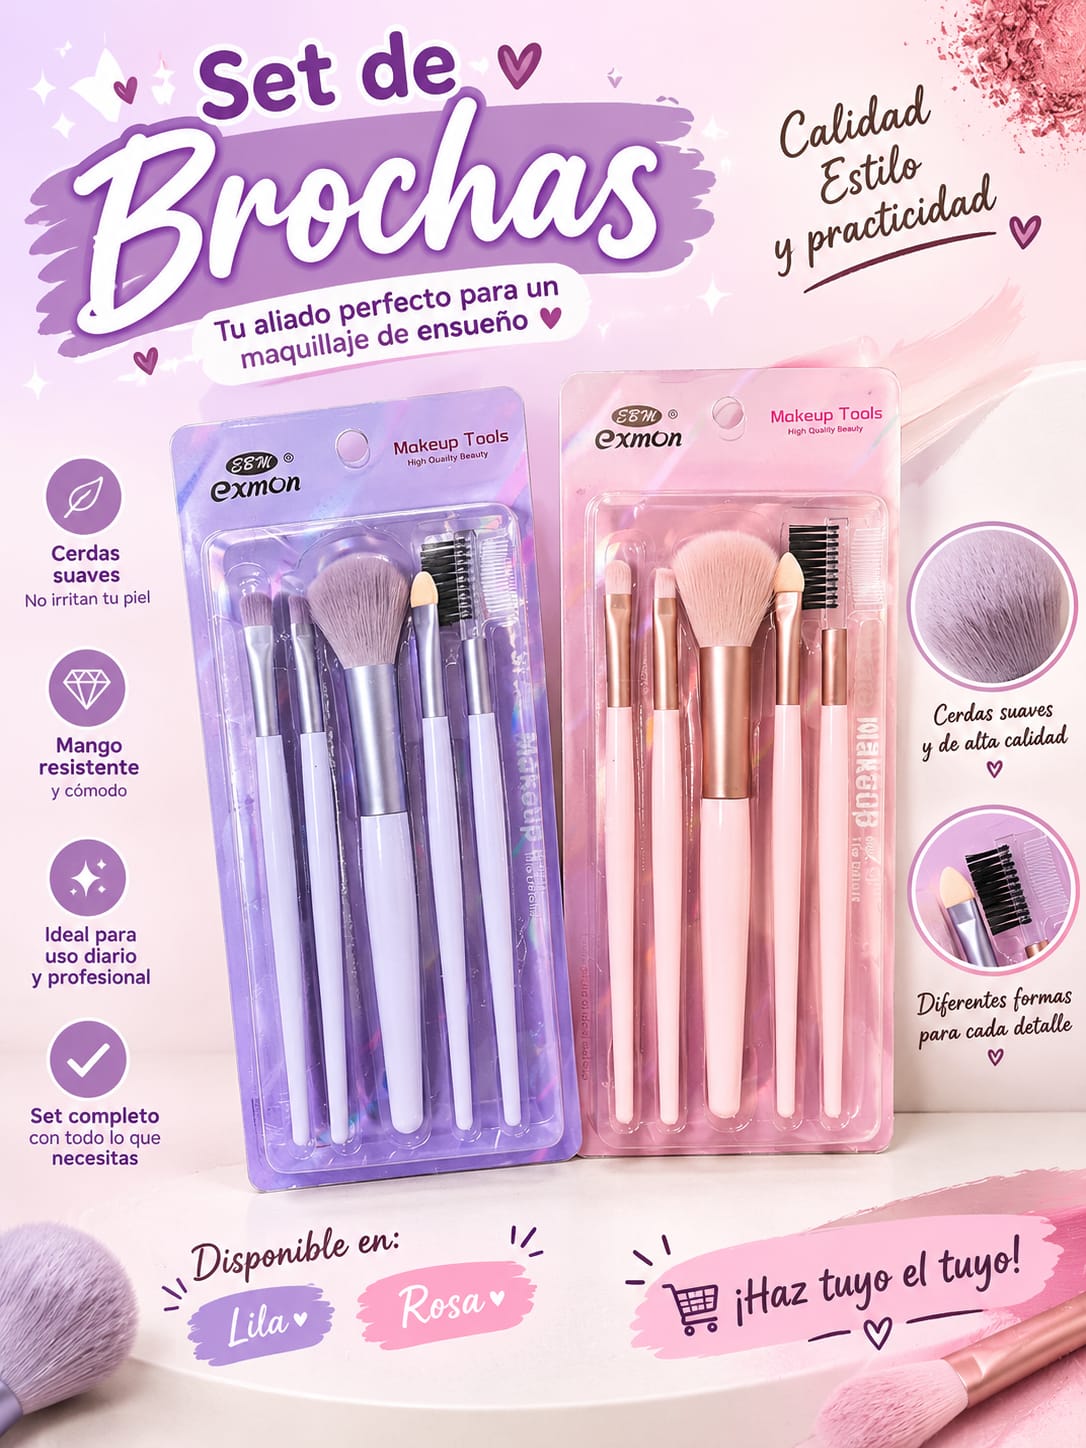 Set de
Brochas
Tu aliado perfecto para un
maquillaje de ensueño
Calidad
Estilo
y practicidad
EBM ®
exmon
Makeup Tools
High Quality Beauty
EBM ®
exmon
Makeup Tools
High Quality Beauty
Makeup
Makeup
Cerdas
suaves
No irritan tu piel
Mango
resistente
y cómodo
Ideal para
uso diario
y profesional
Set completo
con todo lo que
necesitas
Cerdas suaves
y de alta calidad
Diferentes formas
para cada detalle
Disponible en:
Lila
Rosa
¡Haz tuyo el tuyo!